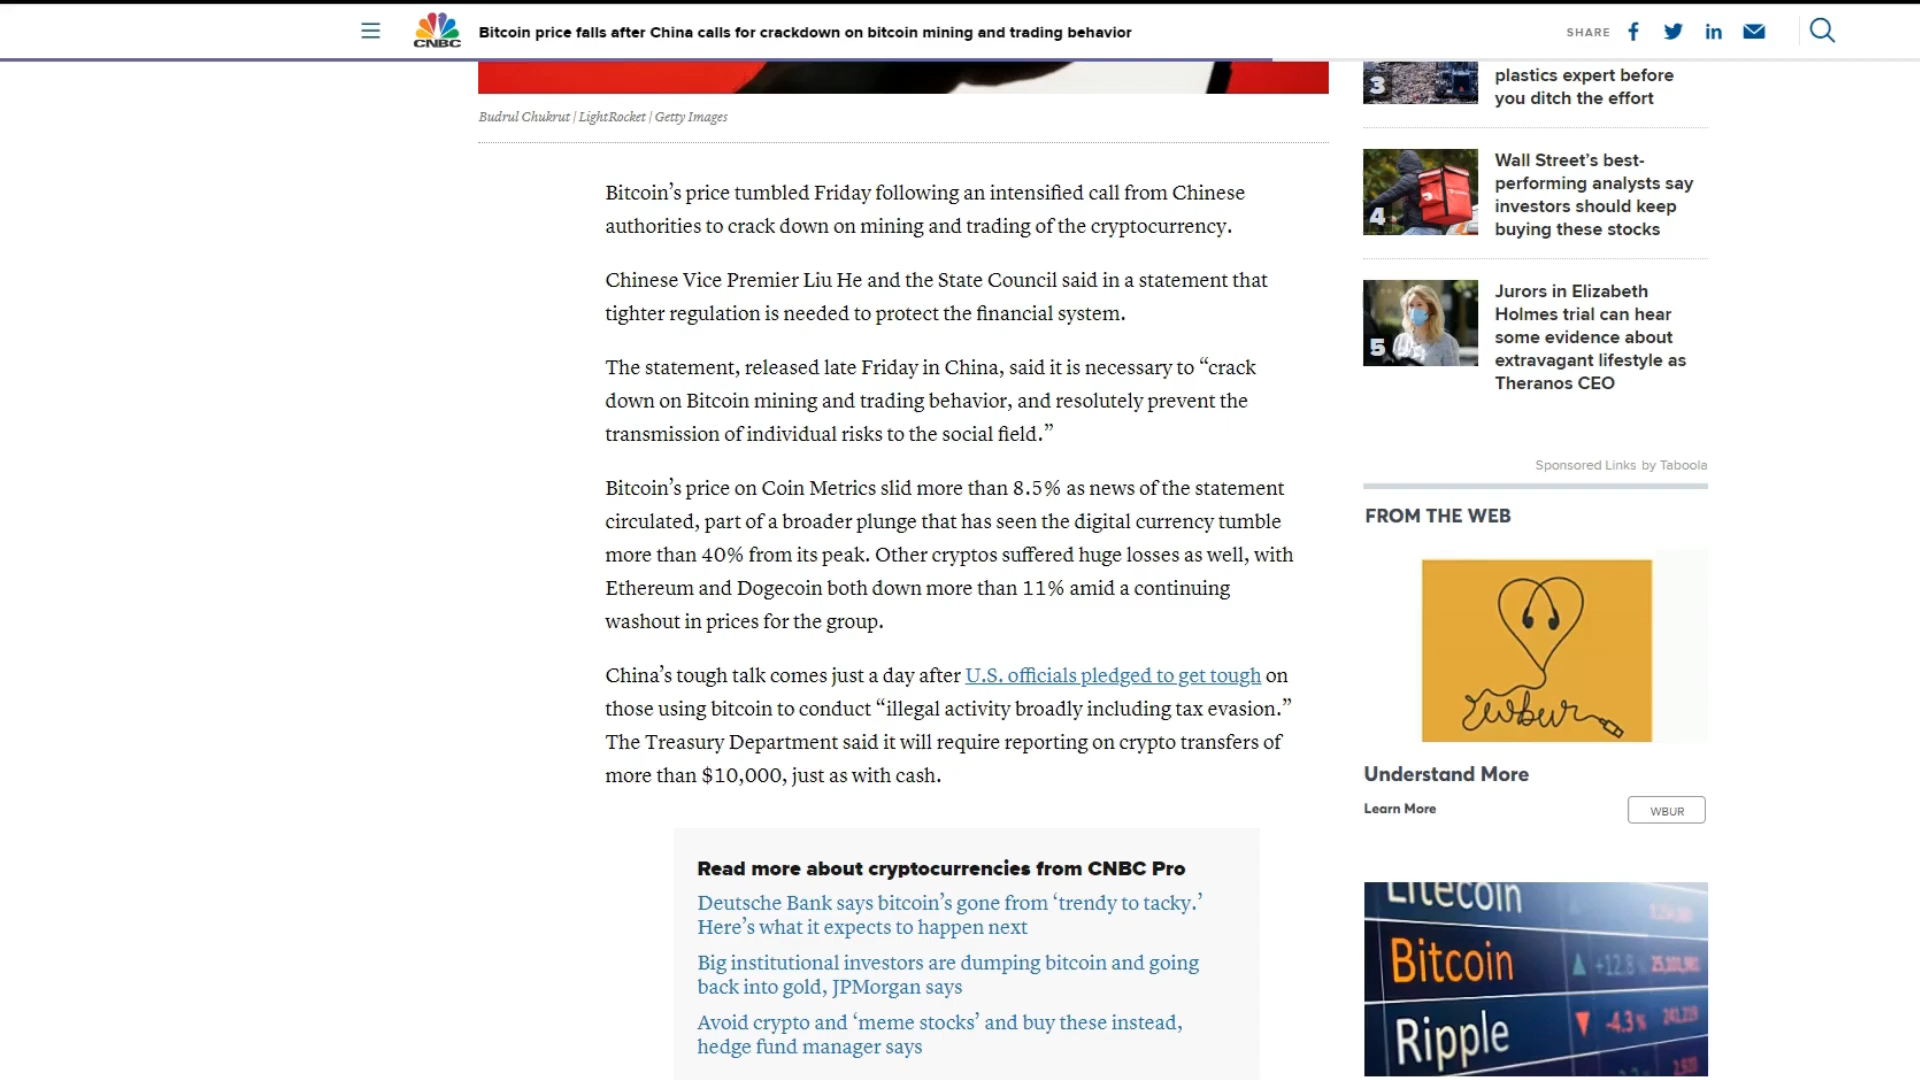 CNBC
Bitcoin price falls after China calls for crackdown on bitcoin mining and trading behavior
SHARE
Budrul Chukrut | LightRocket | Getty Images
Bitcoin’s price tumbled Friday following an intensified call from Chinese
authorities to crack down on mining and trading of the cryptocurrency.
Chinese Vice Premier Liu He and the State Council said in a statement that
tighter regulation is needed to protect the financial system.
The statement, released late Friday in China, said it is necessary to “crack
down on Bitcoin mining and trading behavior, and resolutely prevent the
transmission of individual risks to the social field.”
Bitcoin’s price on Coin Metrics slid more than 8.5% as news of the statement
circulated, part of a broader plunge that has seen the digital currency tumble
more than 40% from its peak. Other cryptos suffered huge losses as well, with
Ethereum and Dogecoin both down more than 11% amid a continuing
washout in prices for the group.
China’s tough talk comes just a day after U.S. officials pledged to get tough on
those using bitcoin to conduct “illegal activity broadly including tax evasion.”
The Treasury Department said it will require reporting on crypto transfers of
more than $10,000, just as with cash.
Read more about cryptocurrencies from CNBC Pro
Deutsche Bank says bitcoin’s gone from ‘trendy to tacky.’
Here’s what it expects to happen next
Big institutional investors are dumping bitcoin and going
back into gold, JPMorgan says
Avoid crypto and ‘meme stocks’ and buy these instead,
hedge fund manager says
3
plastics expert before
you ditch the effort
4
Wall Street’s best-
performing analysts say
investors should keep
buying these stocks
5
Jurors in Elizabeth
Holmes trial can hear
some evidence about
extravagant lifestyle as
Theranos CEO
Sponsored Links by Taboola
FROM THE WEB
wbur
Understand More
Learn More
WBUR
Litecoin
Bitcoin +12.8
Ripple -4.3%